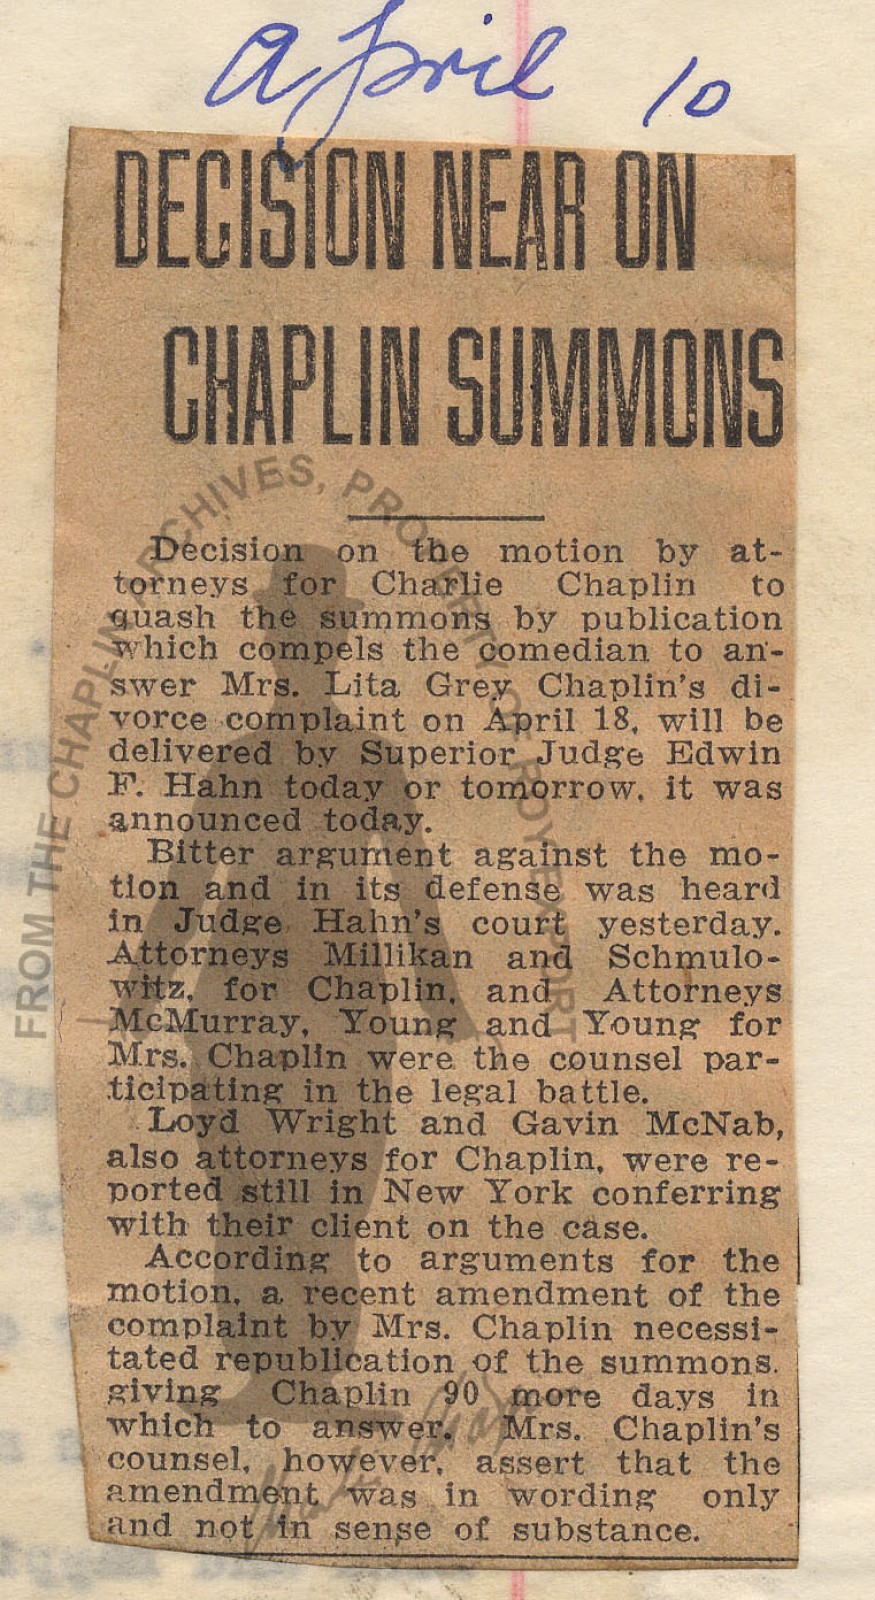 April 10
DECISION NEAR ON
CHAPLIN SUMMONS
Decision on the motion by at-
torneys for Charlie Chaplin to
quash the summons by publication
which compels the comedian to an-
swer Mrs. Lita Grey Chaplin's di-
vorce complaint on April 18, will be
delivered by Superior Judge Edwin
F. Hahn today or tomorrow, it was
announced today.
Bitter argument against the mo-
tion and in its defense was heard
in Judge Hahn's court yesterday.
Attorneys Millikan and Schmulo-
witz, for Chaplin, and Attorneys
McMurray, Young and Young for
Mrs. Chaplin were the counsel par-
ticipating in the legal battle.
Loyd Wright and Gavin McNab,
also attorneys for Chaplin, were re-
ported still in New York conferring
with their client on the case.
According to arguments for the
motion, a recent amendment of the
complaint by Mrs. Chaplin necessi-
tated republication of the summons,
giving Chaplin 90 more days in
which to answer. Mrs. Chaplin's
counsel, however, assert that the
amendment was in wording only
and not in sense of substance.
FROM THE CHAPLIN ARCHIVES, PROPERTY OF ROY EXPORT